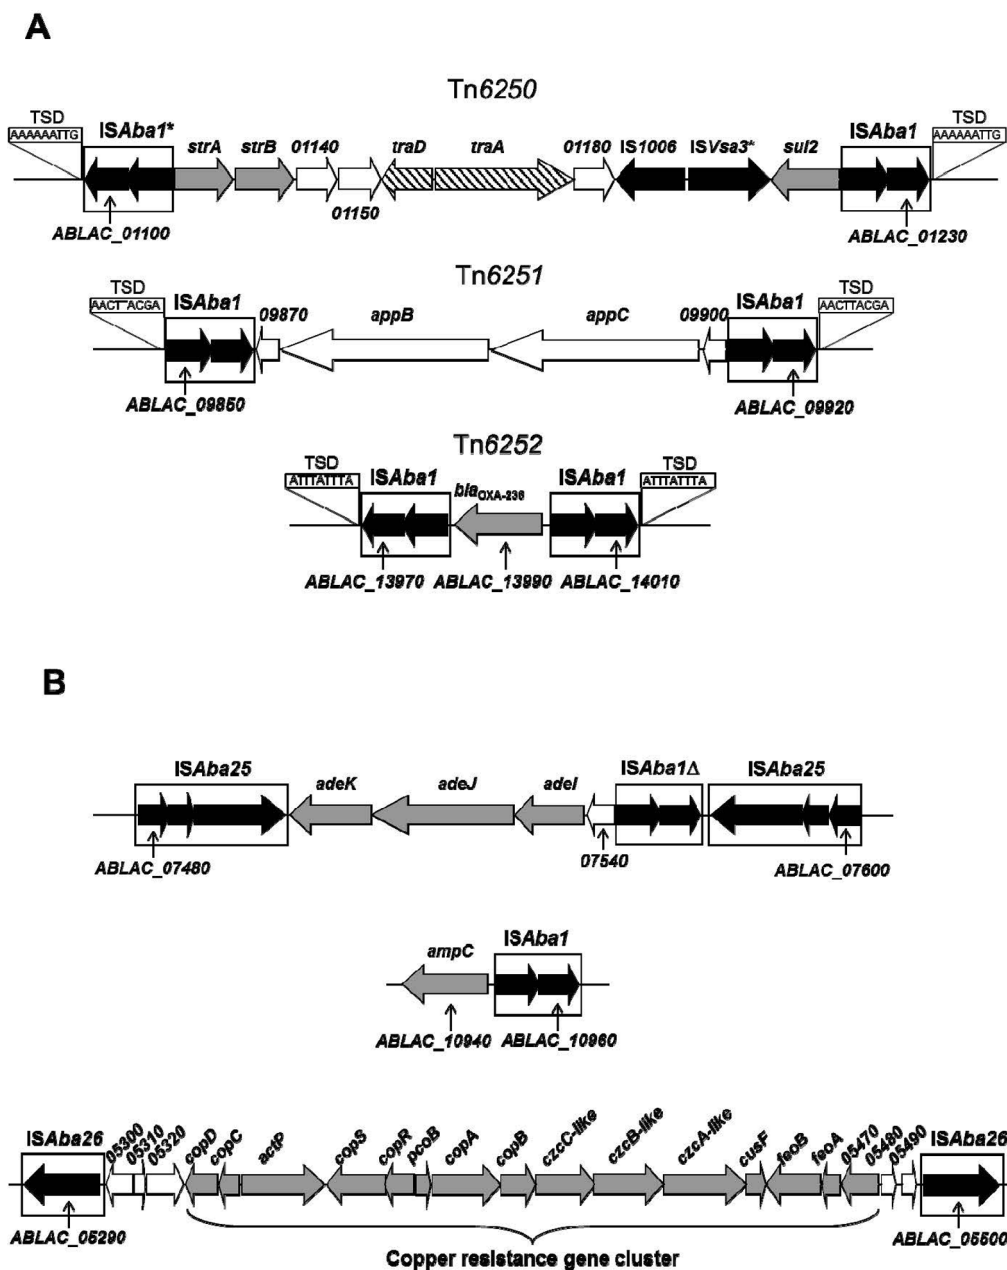 A
Tn6250
TSD
AAAAAATTG
ISAba1*
strA
strB
01140
01150
traD
traA
01180
IS1006
ISVsa3*
sul2
ISAba1
TSD
AAAAAATTG
ABLAC_01100
ABLAC_01230
Tn6251
TSD
AACTTACGA
ISAba1
09870
appB
appC
09900
ISAba1
TSD
AACTTACGA
ABLAC_09850
ABLAC_09920
Tn6252
TSD
ATTTATTTA
ISAba1
blaOXA-236
ISAba1
TSD
ATTTATTTA
ABLAC_13970
ABLAC_13990
ABLAC_14010
B
ISAba25
adeK
adeJ
adeI
ISAba1Δ
ISAba25
ABLAC_07480
07540
ABLAC_07600
ampC
ISAba1
ABLAC_10940
ABLAC_10960
ISAba26
05300
05310
05320
copD
copC
actP
copS
copR
pcoB
copA
copB
czcC-like
czcB-like
czcA-like
cusF
feoB
feoA
05470
05480
05490
ISAba26
ABLAC_05290
ABLAC_05500
Copper resistance gene cluster